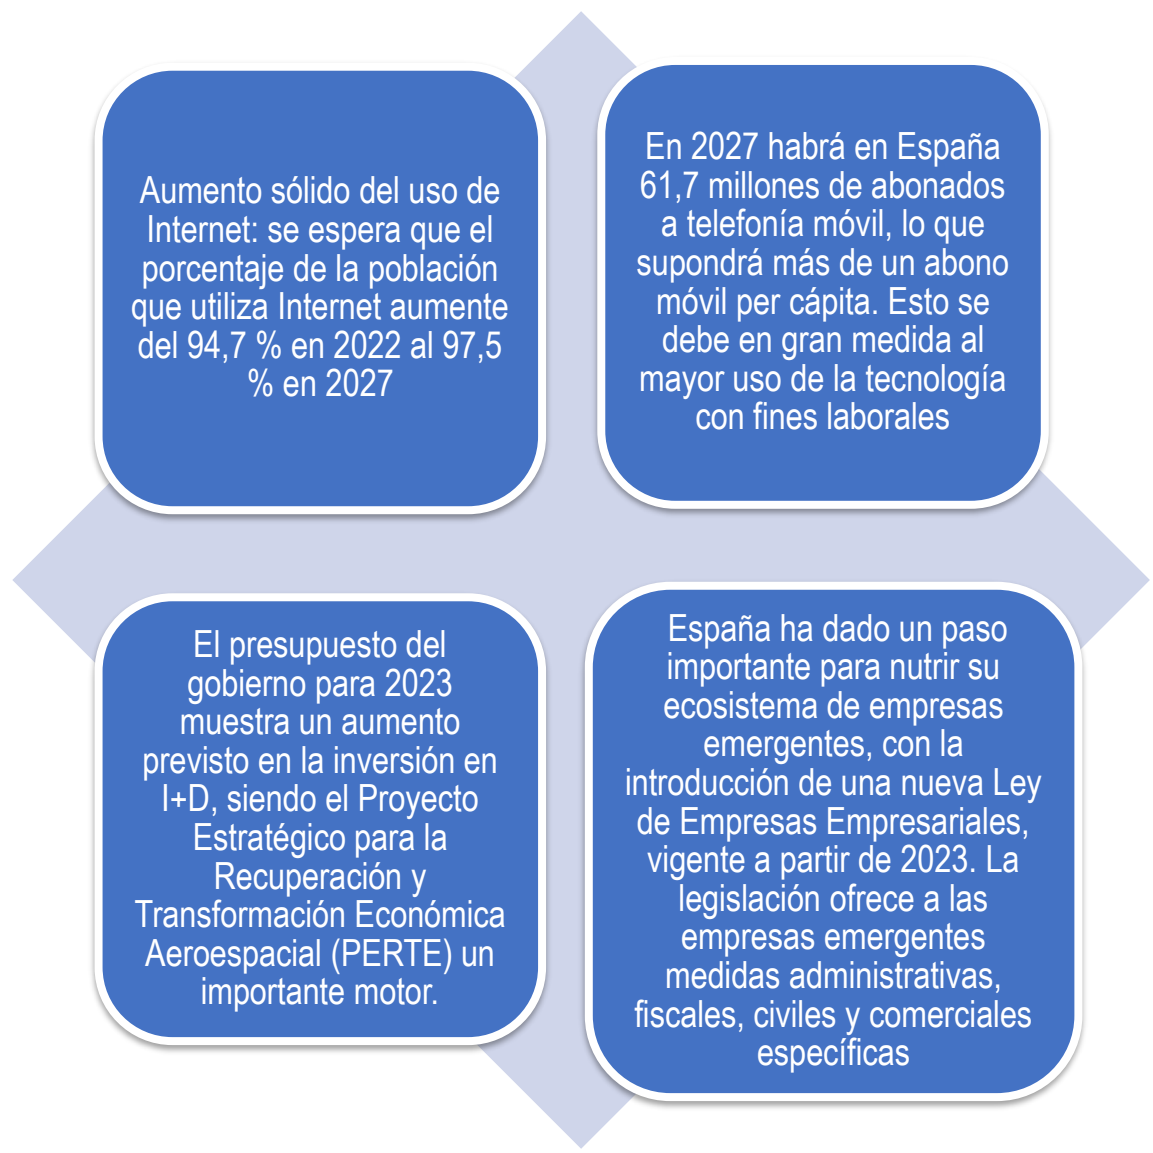 Aumento sólido del uso de
Internet: se espera que el
porcentaje de la población
que utiliza Internet aumente
del 94,7 % en 2022 al 97,5
% en 2027
En 2027 habrá en España
61,7 millones de abonados
a telefonía móvil, lo que
supondrá más de un abono
móvil per cápita. Esto se
debe en gran medida al
mayor uso de la tecnología
con fines laborales
El presupuesto del
gobierno para 2023
muestra un aumento
previsto en la inversión en
I+D, siendo el Proyecto
Estratégico para la
Recuperación y
Transformación Económica
Aeroespacial (PERTE) un
importante motor.
España ha dado un paso
importante para nutrir su
ecosistema de empresas
emergentes, con la
introducción de una nueva Ley
de Empresas Empresariales,
vigente a partir de 2023. La
legislación ofrece a las
empresas emergentes
medidas administrativas,
fiscales, civiles y comerciales
específicas